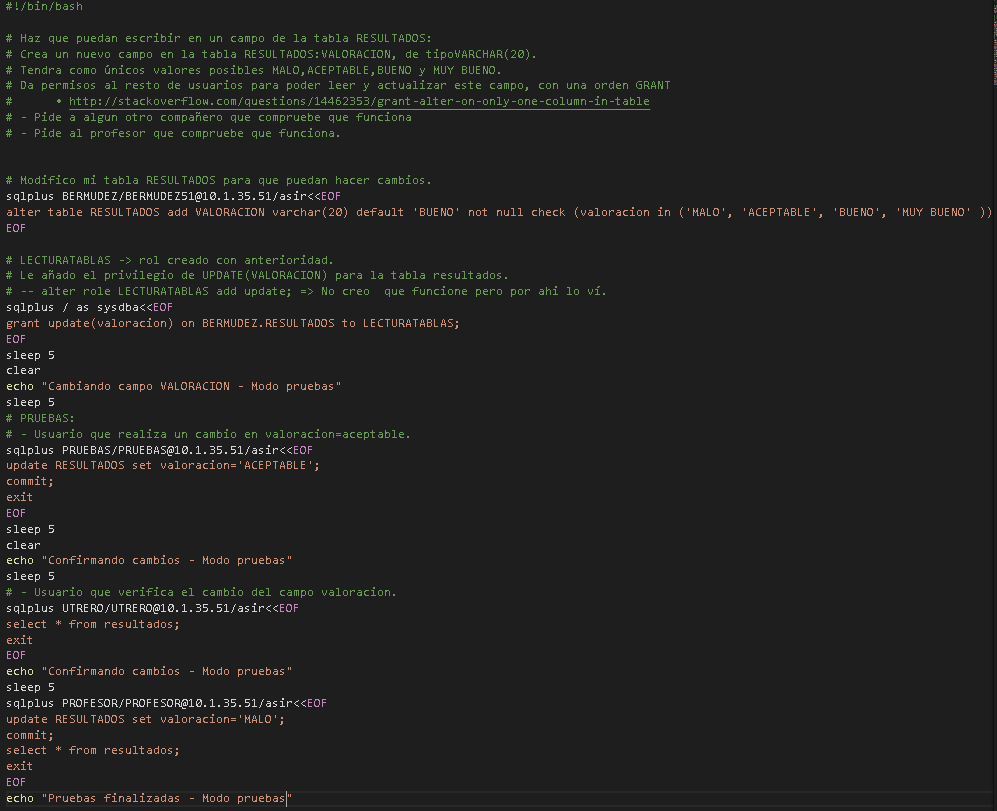 #!/bin/bash
# Haz que puedan escribir en un campo de la tabla RESULTADOS:
# Crea un nuevo campo en la tabla RESULTADOS:VALORACION, de tipoVARCHAR(20).
# Tendra como únicos valores posibles MALO,ACEPTABLE,BUENO y MUY BUENO.
# Da permisos al resto de usuarios para poder leer y actualizar este campo, con una orden GRANT
#      • http://stackoverflow.com/questions/14462353/grant-alter-on-only-one-column-in-table
# - Pide a algun otro compañero que compruebe que funciona
# - Pide al profesor que compruebe que funciona.
# Modifico mi tabla RESULTADOS para que puedan hacer cambios.
sqlplus BERMUDEZ/BERMUDEZ51@10.1.35.51/asir<<EOF
alter table RESULTADOS add VALORACION varchar(20) default 'BUENO' not null check (valoracion in ('MALO', 'ACEPTABLE', 'BUENO', 'MUY BUENO' ))
EOF
# LECTURATABLAS -> rol creado con anterioridad.
# Le añado el privilegio de UPDATE(VALORACION) para la tabla resultados.
# -- alter role LECTURATABLAS add update; => No creo  que funcione pero por ahi lo ví.
sqlplus / as sysdba<<EOF
grant update(valoracion) on BERMUDEZ.RESULTADOS to LECTURATABLAS;
EOF
sleep 5
clear
echo "Cambiando campo VALORACION - Modo pruebas"
sleep 5
# PRUEBAS:
# - Usuario que realiza un cambio en valoracion=aceptable.
sqlplus PRUEBAS/PRUEBAS@10.1.35.51/asir<<EOF
update RESULTADOS set valoracion='ACEPTABLE';
commit;
exit
EOF
sleep 5
clear
echo "Confirmando cambios - Modo pruebas"
sleep 5
# - Usuario que verifica el cambio del campo valoracion.
sqlplus UTRERO/UTRERO@10.1.35.51/asir<<EOF
select * from resultados;
exit
EOF
echo "Confirmando cambios - Modo pruebas"
sleep 5
sqlplus PROFESOR/PROFESOR@10.1.35.51/asir<<EOF
update RESULTADOS set valoracion='MALO';
commit;
select * from resultados;
exit
EOF
echo "Pruebas finalizadas - Modo pruebas"